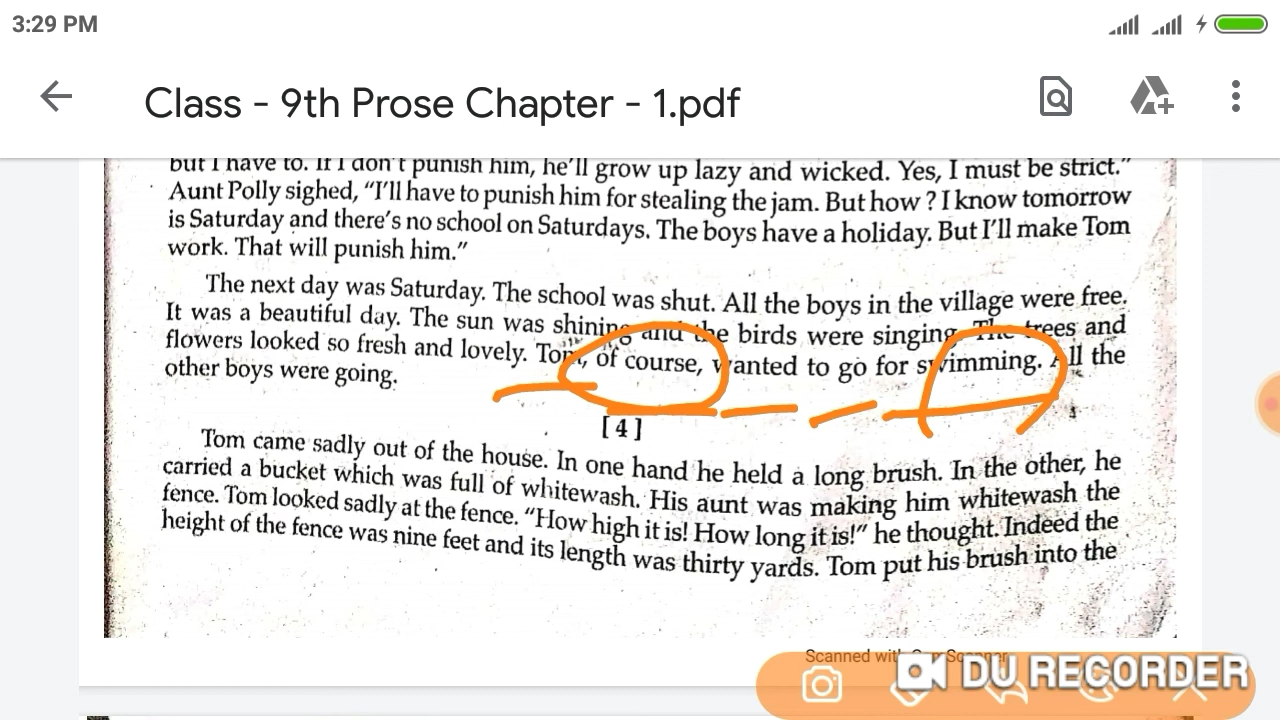 3:29 PM
Class - 9th Prose Chapter - 1.pdf
but I have to. If I don't punish him, he'll grow up lazy and wicked. Yes, I must be strict."
Aunt Polly sighed, "I'll have to punish him for stealing the jam. But how ? I know tomorrow
is Saturday and there's no school on Saturdays. The boys have a holiday. But I'll make Tom
work. That will punish him."
The next day was Saturday. The school was shut. All the boys in the village were free.
It was a beautiful day. The sun was shining and the birds were singing. The trees and
flowers looked so fresh and lovely. Tom, of course, wanted to go for swimming. All the
other boys were going.
[4]
Tom came sadly out of the house. In one hand he held a long brush. In the other, he
carried a bucket which was full of whitewash. His aunt was making him whitewash the
fence. Tom looked sadly at the fence. "How high it is! How long it is!" he thought. Indeed the
height of the fence was nine feet and its length was thirty yards. Tom put his brush into the
Scanned with
DU RECORDER